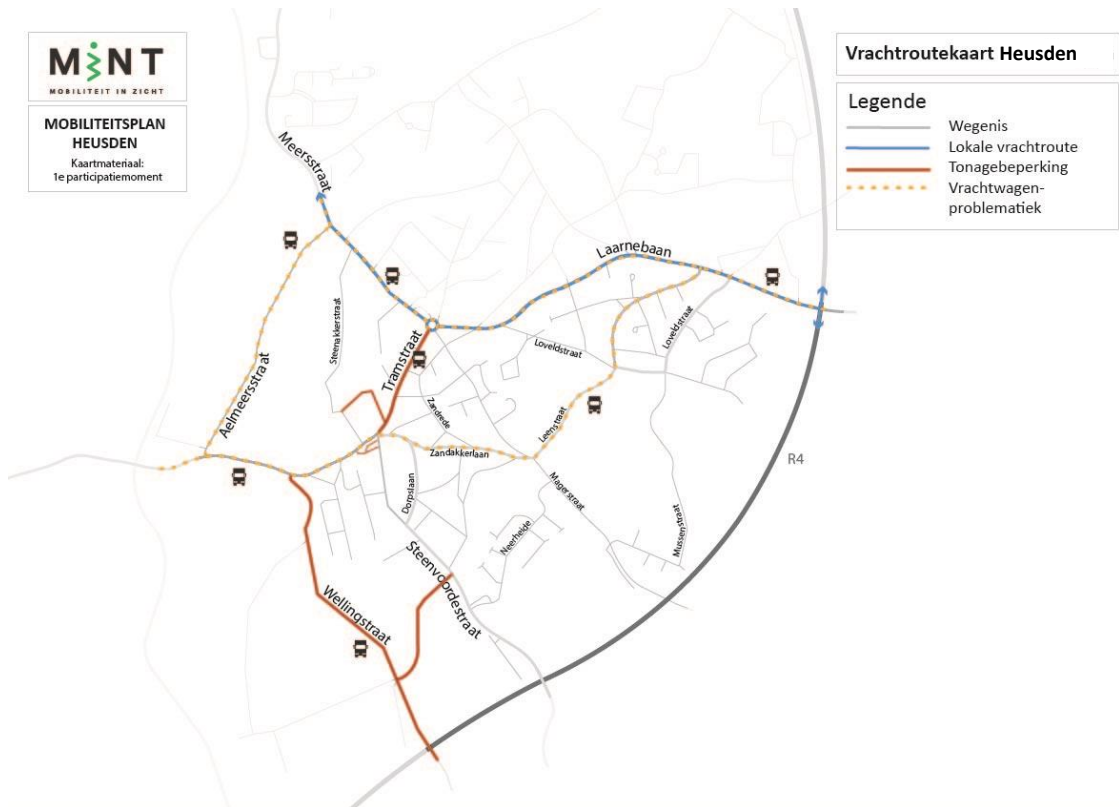 MINT
MOBILITEIT IN ZICHT
MOBILITEITSPLAN
HEUSDEN
Kaartmateriaal:
1e participatiemoment
Vrachtroutekaart Heusden
Legende
Wegenis
Lokale vrachtroute
Tonagebeperking
Vrachtwagen-
problematiek
Meersstraat
Laarnebaan
Steenakkerstraat
Tramstraat
Loveldstraat
Loveldstraat
Aelmeersstraat
Zandrede
Leenstraat
Zandakkerlaan
R4
Dorpslaan
Magerstraat
Mussenstraat
Neerheide
Steenvoordestraat
Wellingstraat